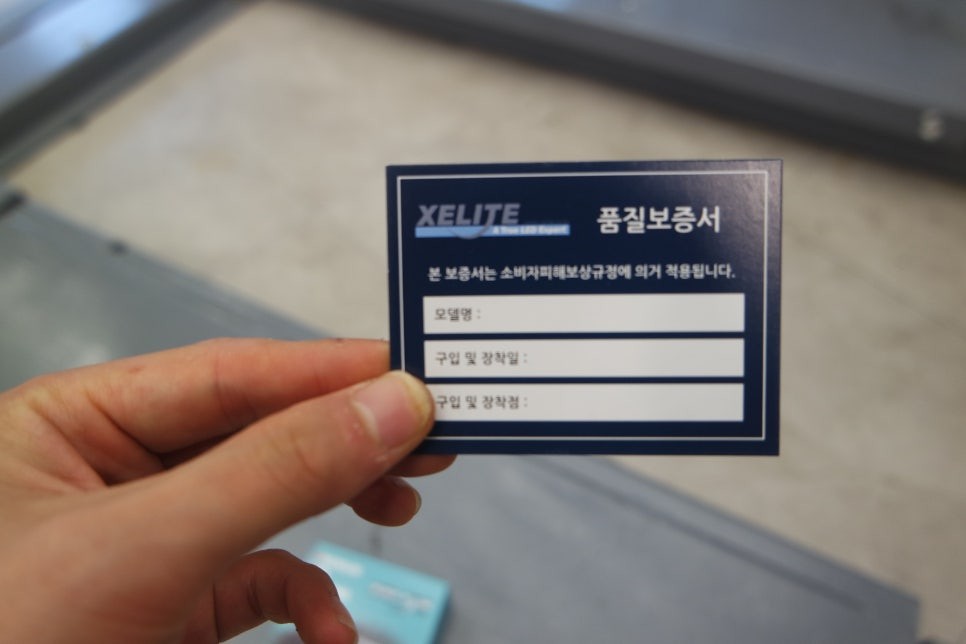 XELITE
A True LED Expert
품질보증서
본 보증서는 소비자피해보상규정에 의거 적용됩니다.
모델명 :
구입 및 장착일 :
구입 및 장착점 :